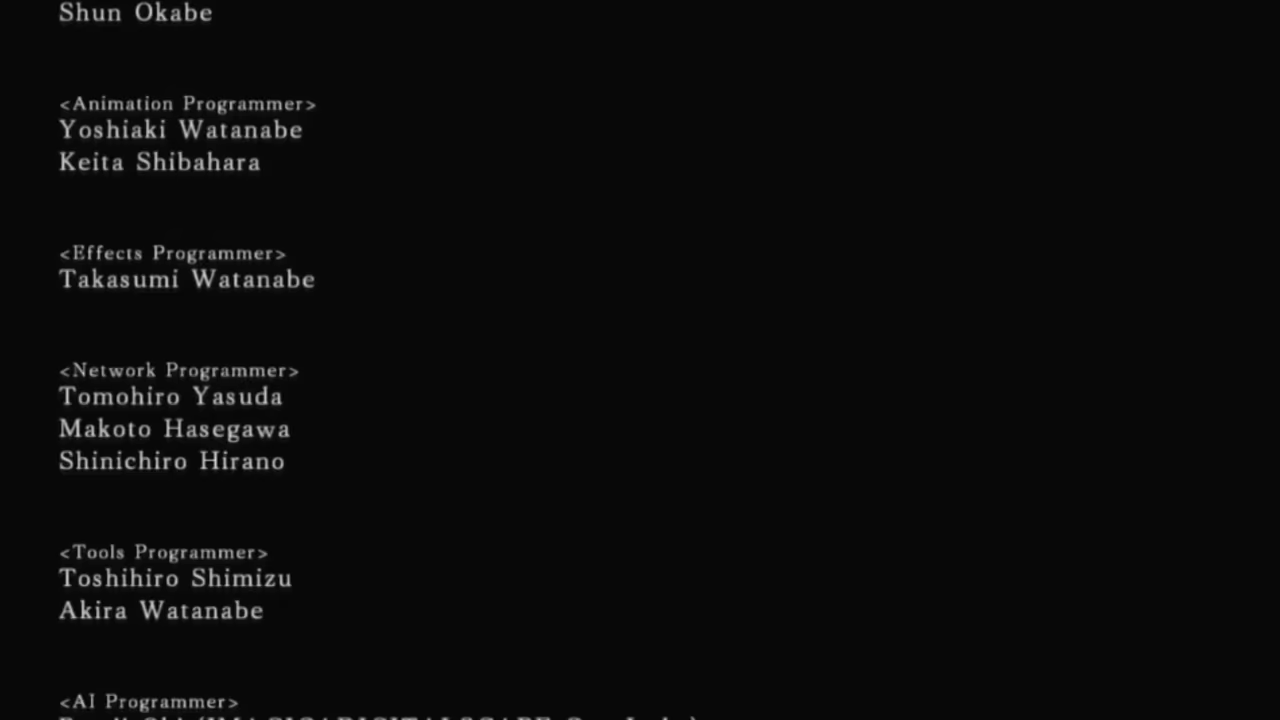 Shun Okabe
<Animation Programmer>
Yoshiaki Watanabe
Keita Shibahara
<Effects Programmer>
Takasumi Watanabe
<Network Programmer>
Tomohiro Yasuda
Makoto Hasegawa
Shinichiro Hirano
<Tools Programmer>
Toshihiro Shimizu
Akira Watanabe
<AI Programmer>